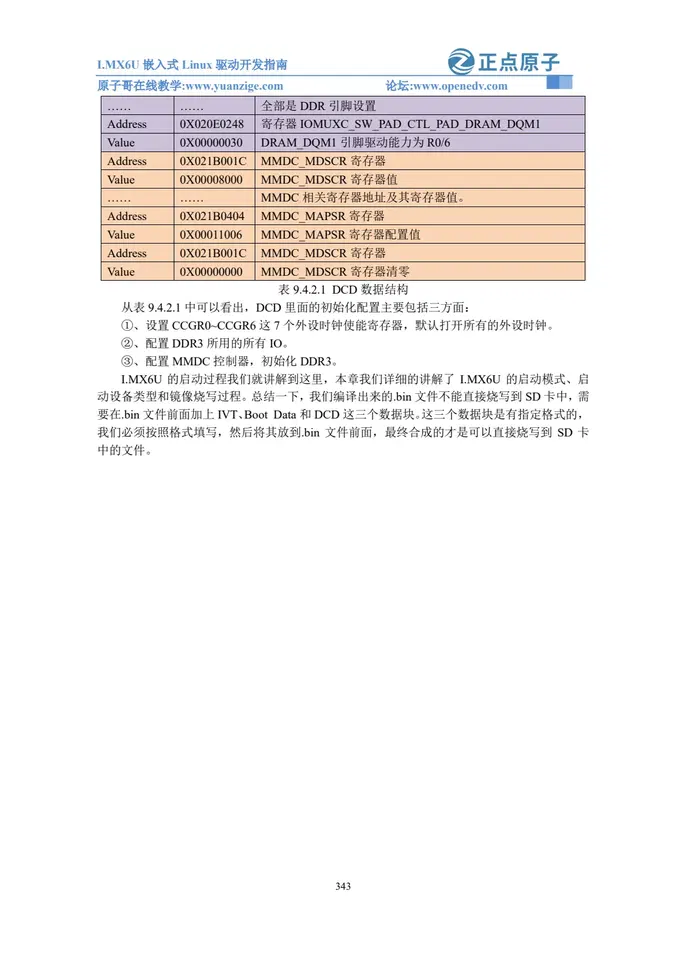 I.MX6U 嵌入式 Linux 驱动开发指南
正点原子
原子哥在线教学:www.yuanzige.com 论坛:www.openedv.com
…… …… 全部是 DDR 引脚设置
Address 0X020E0248 寄存器 IOMUXC_SW_PAD_CTL_PAD_DRAM_DQM1
Value 0X00000030 DRAM_DQM1 引脚驱动能力为 R0/6
Address 0X021B001C MMDC_MDSCR 寄存器
Value 0X00008000 MMDC_MDSCR 寄存器值
…… …… MMDC 相关寄存器地址及其寄存器值。
Address 0X021B0404 MMDC_MAPSR 寄存器
Value 0X00011006 MMDC_MAPSR 寄存器配置值
Address 0X021B001C MMDC_MDSCR 寄存器
Value 0X00000000 MMDC_MDSCR 寄存器清零
表 9.4.2.1 DCD 数据结构
从表 9.4.2.1 中可以看出，DCD 里面的初始化配置主要包括三方面：
①、设置 CCGR0~CCGR6 这 7 个外设时钟使能寄存器，默认打开所有的外设时钟。
②、配置 DDR3 所用的所有 IO。
③、配置 MMDC 控制器，初始化 DDR3。
I.MX6U 的启动过程我们就讲解到这里，本章我们详细的讲解了 I.MX6U 的启动模式、启
动设备类型和镜像烧写过程。总结一下，我们编译出来的.bin 文件不能直接烧写到 SD 卡中，需
要在.bin 文件前面加上 IVT、Boot Data 和 DCD 这三个数据块。这三个数据块是有指定格式的，
我们必须按照格式填写，然后将其放到.bin 文件前面，最终合成的才是可以直接烧写到 SD 卡
中的文件。
343